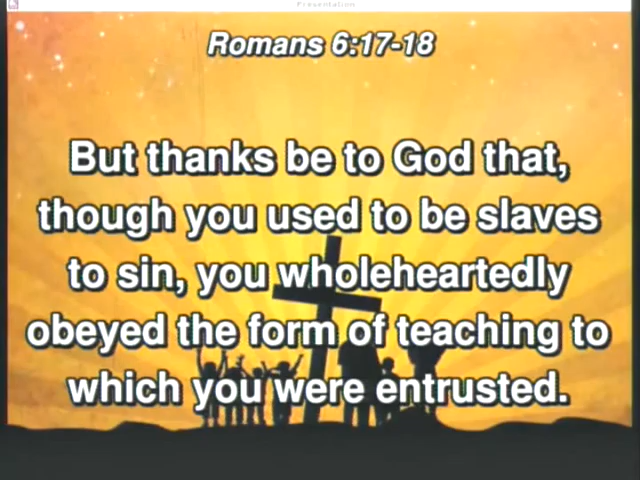 Presentation
Romans 6:17-18
But thanks be to God that,
though you used to be slaves
to sin, you wholeheartedly
obeyed the form of teaching to
which you were entrusted.